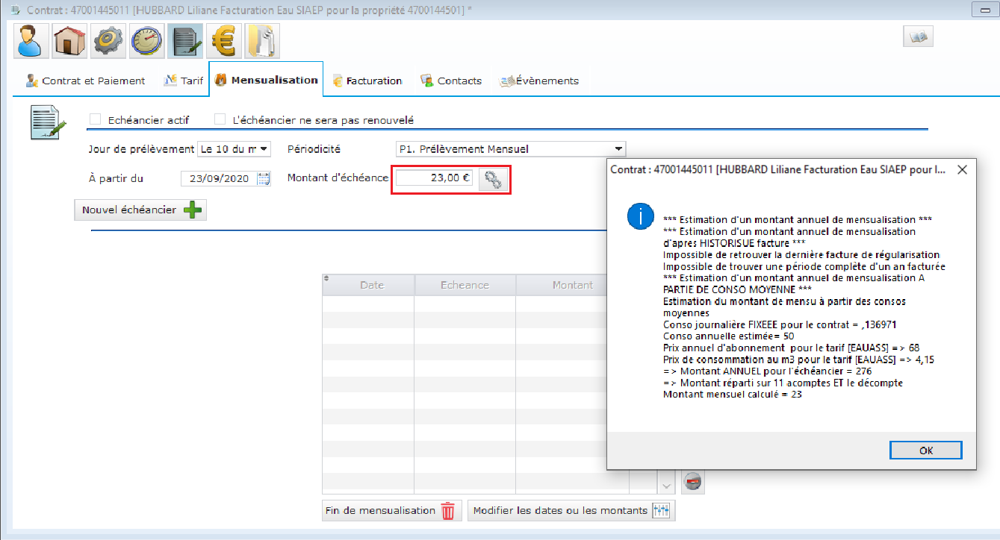 Contrat : 47001445011 [HUBBARD Liliane Facturation Eau SIAEP pour la propriété 4700144501] *
Contrat et Paiement
Tarif
Mensualisation
Facturation
Contacts
Évènements
Echéancier actif
L'échéancier ne sera pas renouvelé
Jour de prélèvement
Le 10 du m
Périodicité
P1. Prélèvement Mensuel
À partir du
23/09/2020
Montant d'échéance
23,00 €
Nouvel échéancier
Date
Echeance
Montant
Contrat : 47001445011 [HUBBARD Liliane Facturation Eau SIAEP pour l...
*** Estimation d'un montant annuel de mensualisation ***
*** Estimation d'un montant annuel de mensualisation
d'apres HISTORISUE facture ***
Impossible de retrouver la dernière facture de régularisation
Impossible de trouver une période complète d'un an facturée
*** Estimation d'un montant annuel de mensualisation A
PARTIE DE CONSO MOYENNE ***
Estimation du montant de mensu à partir des consos
moyennes
Conso journalière FIXEEE pour le contrat = ,136971
Conso annuelle estimée= 50
Prix annuel d'abonnement  pour le tarif [EAUASS] => 68
Prix de consommation au m3 pour le tarif [EAUASS] => 4,15
=> Montant ANNUEL pour l'échéancier = 276
=> Montant réparti sur 11 acomptes ET le décompte
Montant mensuel calculé = 23
OK
Fin de mensualisation
Modifier les dates ou les montants